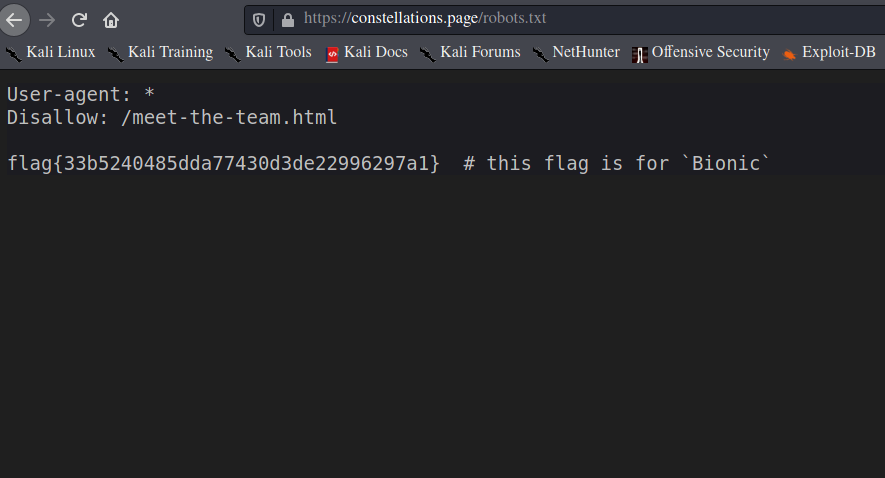 https://constellations.page/robots.txt
Kali Linux Kali Training Kali Tools Kali Docs Kali Forums NetHunter Offensive Security Exploit-DB
User-agent: *
Disallow: /meet-the-team.html
flag{33b5240485dda77430d3de22996297a1}  # this flag is for `Bionic`